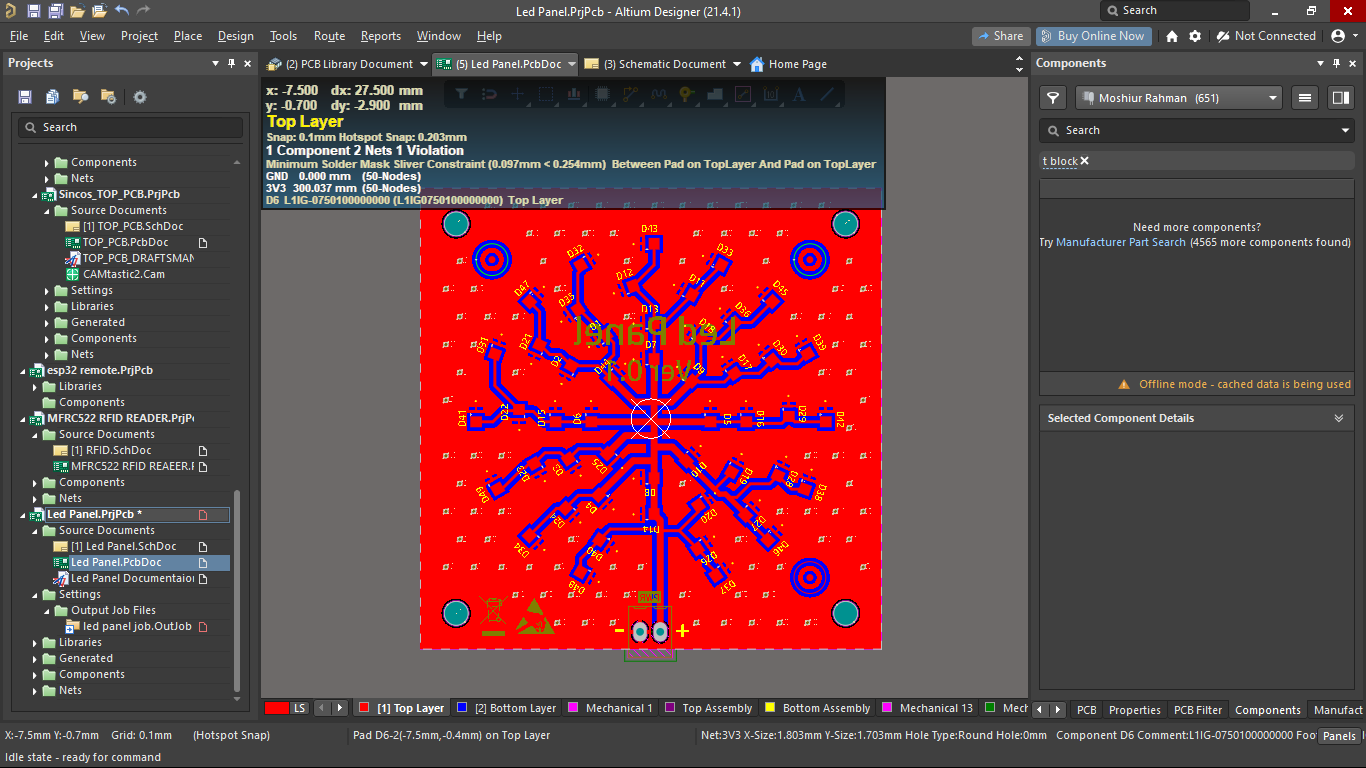 Led Panel.PrjPcb - Altium Designer (21.4.1)
Search
File Edit View Project Place Design Tools Route Reports Window Help
Share
Buy Online Now
Not Connected
Projects
Search
Components
Nets
Sincos_TOP_PCB.PrjPcb
Source Documents
[1] TOP_PCB.SchDoc
TOP_PCB.PcbDoc
TOP_PCB_DRAFTSMAN
CAMtastic2.Cam
Settings
Libraries
Generated
Components
Nets
esp32 remote.PrjPcb
Libraries
Components
MFRC522 RFID READER.PrjPc
Source Documents
[1] RFID.SchDoc
MFRC522 RFID REAEER.P
Components
Nets
Led Panel.PrjPcb *
Source Documents
[1] Led Panel.SchDoc
Led Panel.PcbDoc
Led Panel Documentaion
Settings
Output Job Files
led panel job.OutJob
Libraries
Generated
Components
Nets
(2) PCB Library Document
(5) Led Panel.PcbDoc
(3) Schematic Document
Home Page
x: -7.500 dx: 27.500 mm
y: -0.700 dy: -2.900 mm
Top Layer
Snap: 0.1mm Hotspot Snap: 0.203mm
1 Component 2 Nets 1 Violation
Minimum Solder Mask Sliver Constraint (0.097mm < 0.254mm) Between Pad on TopLayer And Pad on TopLayer
GND 0.000 mm (50-Nodes)
3V3 300.037 mm (50-Nodes)
D6 L1IG-0750100000000 (L1IG0750100000000) Top Layer
D43
D32
D33
D12
D47
D45
D35
D13
D26
D18
Led Panel
D39
D31
D21
D7
D30
D2
D17
D9
Ver 0.1
D41
D22
D15
D6
D5
D16
D29
D42
D25
D3
D49
D19
D28
D38
D8
D4
D24
D34
D20
D27
D14
D46
D40
D36
D48
D37
- +
LS
[1] Top Layer
[2] Bottom Layer
Mechanical 1
Top Assembly
Bottom Assembly
Mechanical 13
Mech
Components
Moshiur Rahman (651)
Search
t block
Need more components?
Try Manufacturer Part Search (4565 more components found)
Offline mode - cached data is being used
Selected Component Details
PCB Properties PCB Filter Components Manufact
X:-7.5mm Y:-0.7mm Grid: 0.1mm (Hotspot Snap)
Pad D6-2(-7.5mm,-0.4mm) on Top Layer
Net:3V3 X-Size:1.803mm Y-Size:1.703mm Hole Type:Round Hole:0mm Component D6 Comment:L1IG-0750100000000 Foo
Panels
Idle state - ready for command